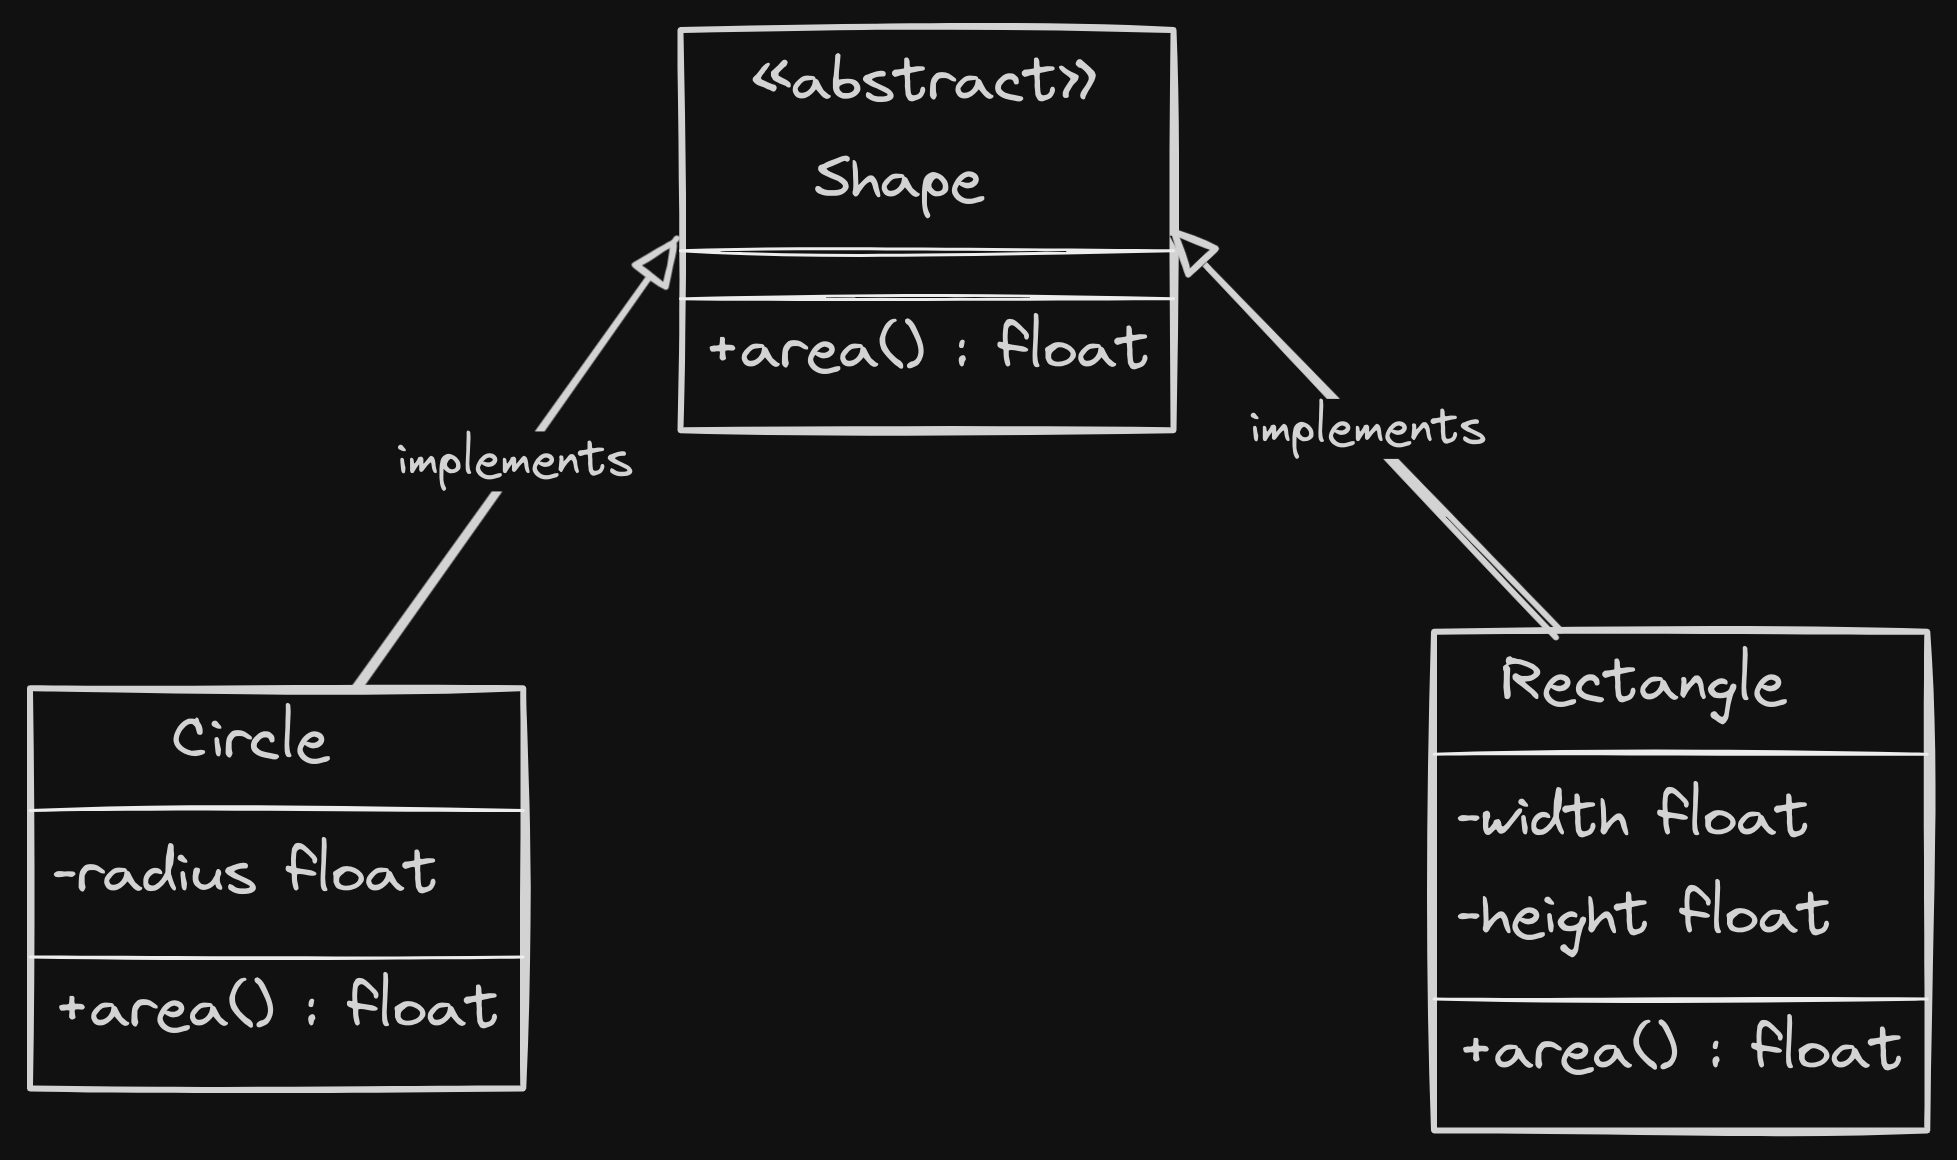 «abstract»
Shape
+area() : float
implements
implements
Circle
-radius float
+area() : float
Rectangle
-width float
-height float
+area() : float